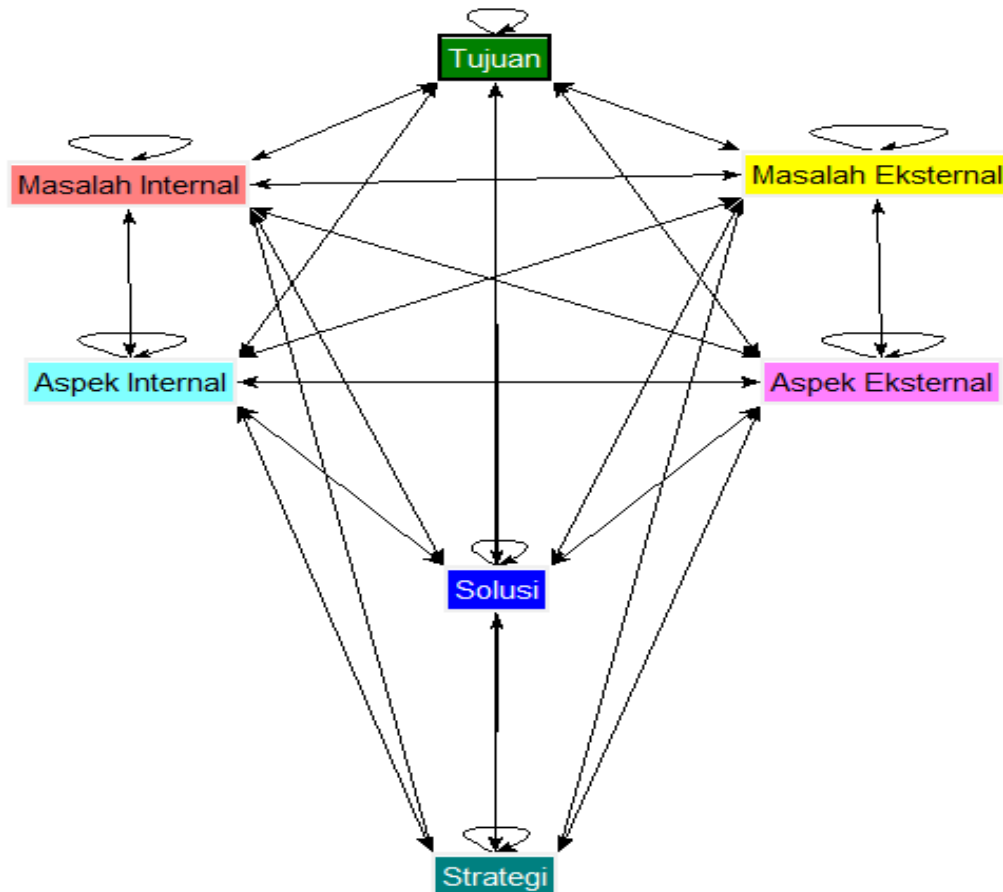 Tujuan
Masalah Internal
Masalah Eksternal
Aspek Internal
Aspek Eksternal
Solusi
Strategi